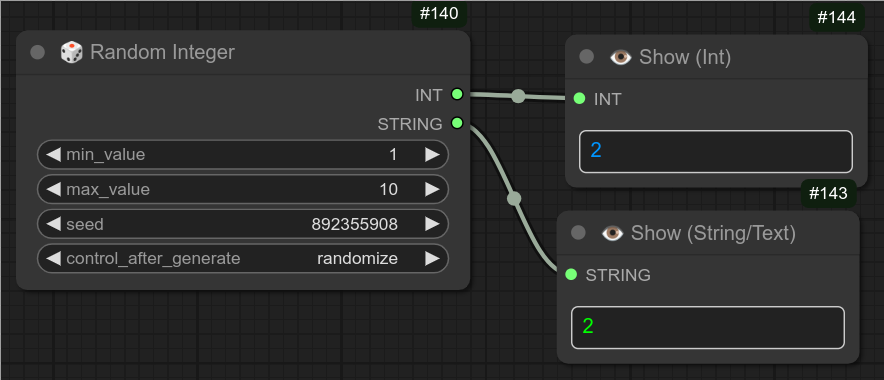 #140
Random Integer
INT
STRING
min_value 1
max_value 10
seed 892355908
control_after_generate randomize
#144
Show (Int)
INT
2
#143
Show (String/Text)
STRING
2